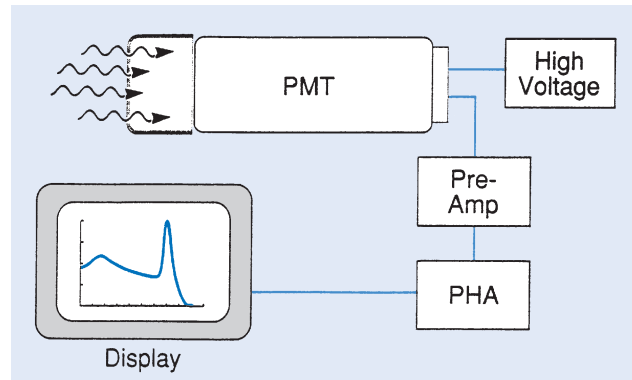 PMT
High
Voltage
Pre-
Amp
PHA
Display